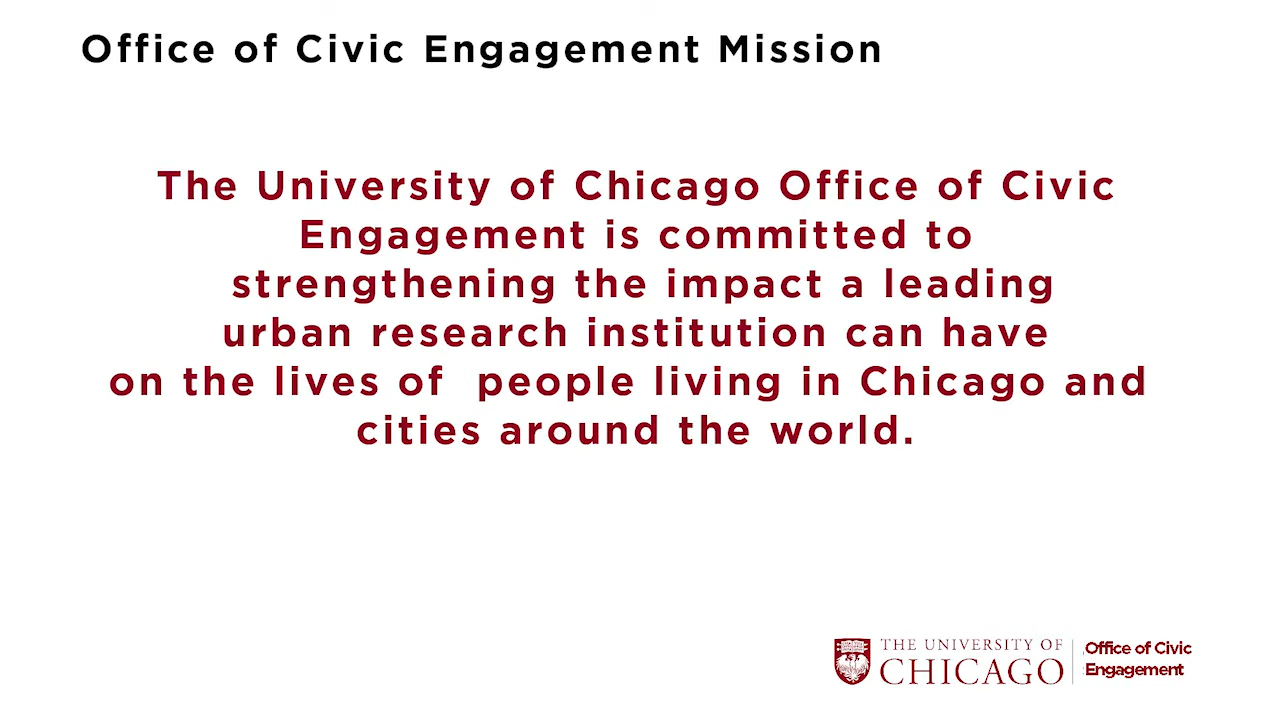 Office of Civic Engagement Mission
The University of Chicago Office of Civic
Engagement is committed to
strengthening the impact a leading
urban research institution can have
on the lives of  people living in Chicago and
cities around the world.
THE UNIVERSITY OF
CHICAGO
Office of Civic
Engagement